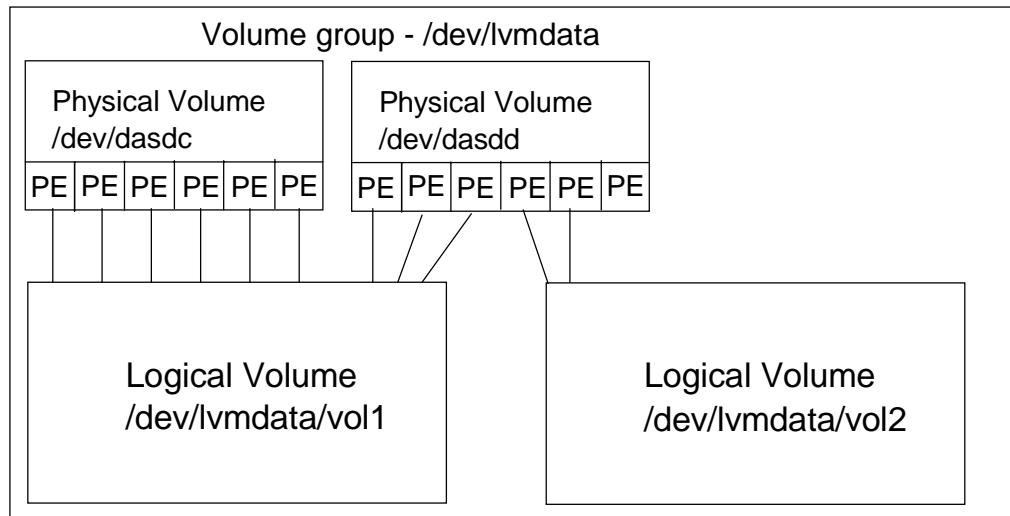 Volume group - /dev/lvmdata
Physical Volume
/dev/dasdc
PE PE PE PE PE PE
Physical Volume
/dev/dasdd
PE PE PE PE PE PE
Logical Volume
/dev/lvmdata/vol1
Logical Volume
/dev/lvmdata/vol2